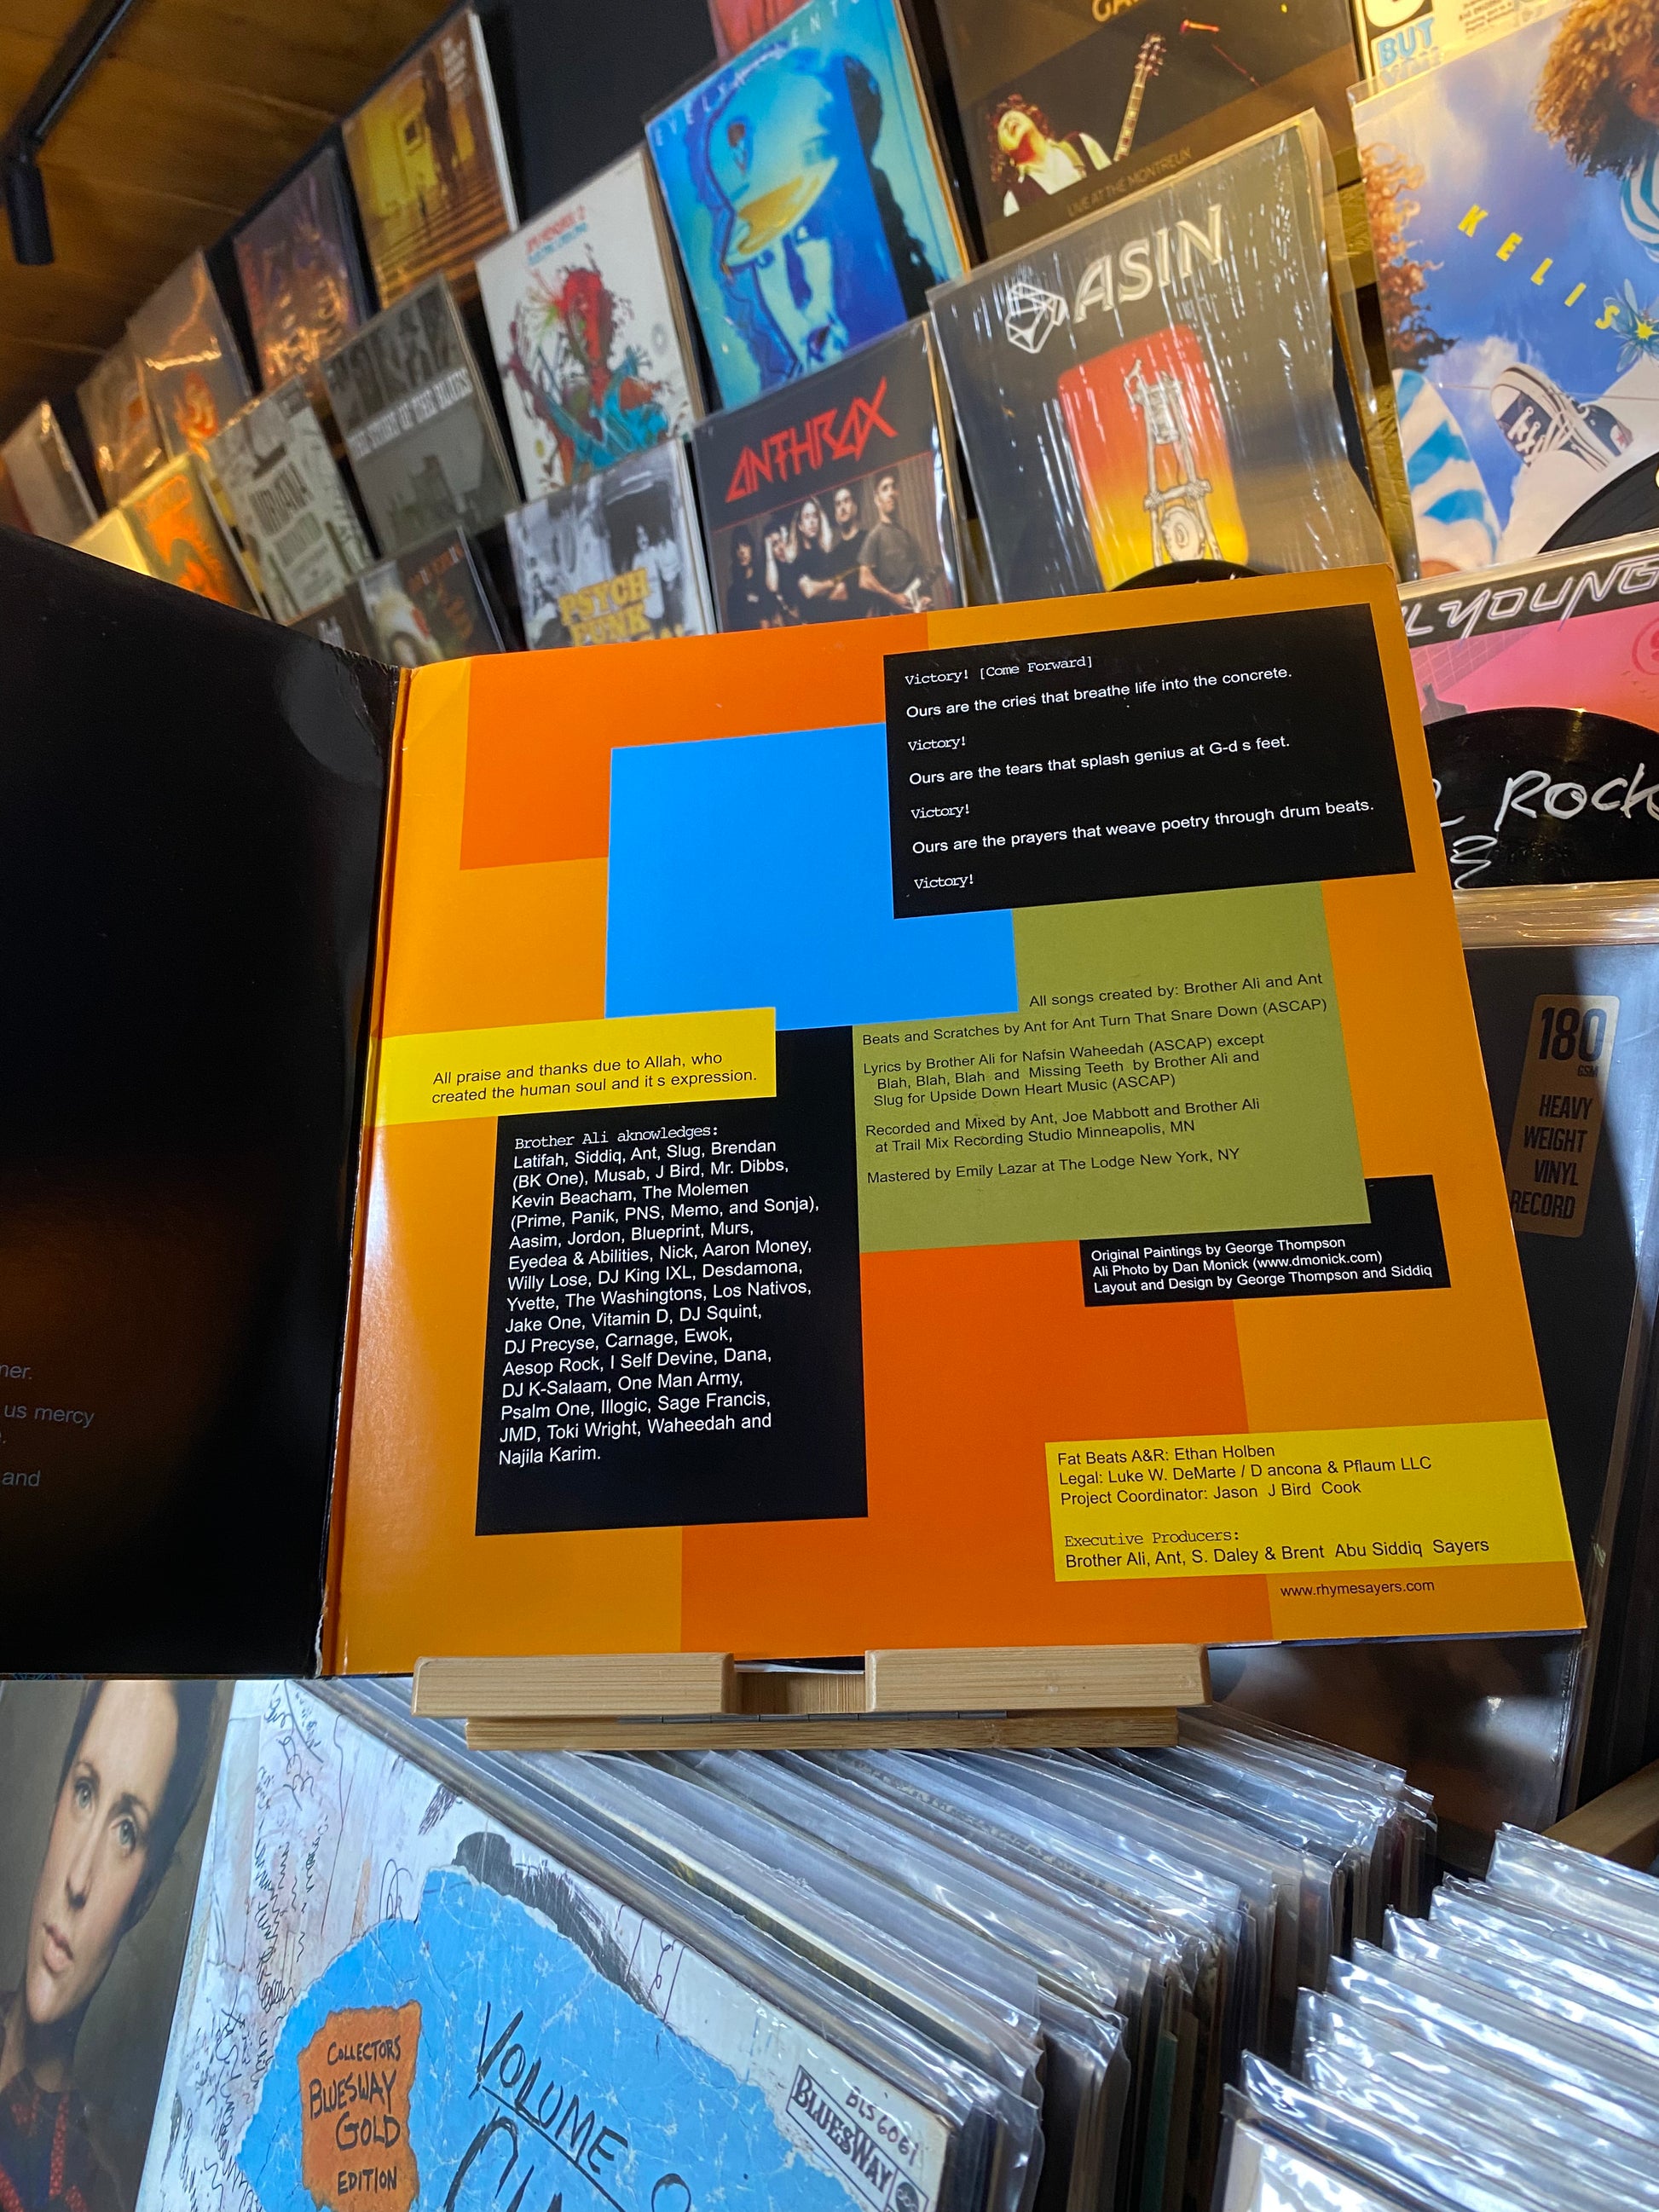 EVELYN
LIVE AT THE MONTREUX
BUT
KELIS
ASIN
ANTHRAX
PSYCH
PUNK
YOUNG
ROCK
180
GSM
HEAVY
WEIGHT
VINYL
RECORD
Victory! [Come Forward]
Ours are the cries that breathe life into the concrete.
Victory!
Ours are the tears that splash genius at G-d s feet.
Victory!
Ours are the prayers that weave poetry through drum beats.
Victory!
All songs created by: Brother Ali and Ant
Beats and Scratches by Ant for Ant Turn That Snare Down (ASCAP)
Lyrics by Brother Ali for Nafsin Waheedah (ASCAP) except
Blah, Blah, Blah and Missing Teeth by Brother Ali and
Slug for Upside Down Heart Music (ASCAP)
Recorded and Mixed by Ant, Joe Mabbott and Brother Ali
at Trail Mix Recording Studio Minneapolis, MN
Mastered by Emily Lazar at The Lodge New York, NY
All praise and thanks due to Allah, who
created the human soul and it s expression.
Brother Ali aknowledges:
Latifah, Siddiq, Ant, Slug, Brendan
(BK One), Musab, J Bird, Mr. Dibbs,
Kevin Beacham, The Molemen
(Prime, Panik, PNS, Memo, and Sonja),
Aasim, Jordon, Blueprint, Murs,
Eyedea & Abilities, Nick, Aaron Money,
Willy Lose, DJ King IXL, Desdamona,
Yvette, The Washingtons, Los Nativos,
Jake One, Vitamin D, DJ Squint,
DJ Precyse, Carnage, Ewok,
Aesop Rock, I Self Devine, Dana,
DJ K-Salaam, One Man Army,
Psalm One, Illogic, Sage Francis,
JMD, Toki Wright, Waheedah and
Najila Karim.
Original Paintings by George Thompson
Ali Photo by Dan Monick (www.dmonick.com)
Layout and Design by George Thompson and Siddiq
Fat Beats A&R: Ethan Holben
Legal: Luke W. DeMarte / D ancona & Pflaum LLC
Project Coordinator: Jason J Bird Cook
Executive Producers:
Brother Ali, Ant, S. Daley & Brent Abu Siddiq Sayers
www.rhymesayers.com
us mercy
and
COLLECTORS
BLUESWAY
GOLD
EDITION
VOLUME
BLS 6061
BLUESWAY